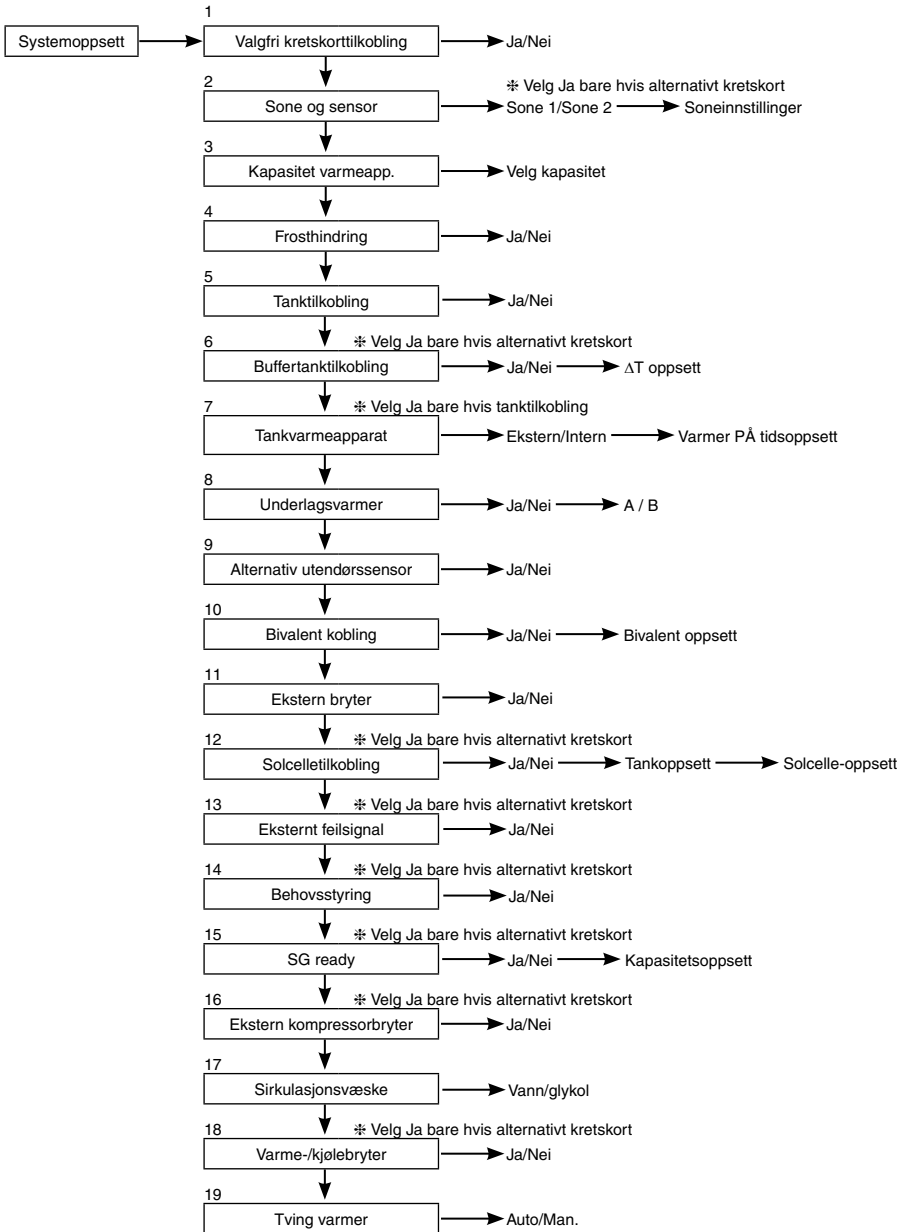 1
Systemoppsett Valgfri kretskorttilkobling Ja/Nei
2 ❉ Velg Ja bare hvis alternativt kretskort
Sone og sensor Sone 1/Sone 2 Soneinnstillinger
3
Kapasitet varmeapp. Velg kapasitet
4
Frosthindring Ja/Nei
5
Tanktilkobling Ja/Nei
6 ❉ Velg Ja bare hvis alternativt kretskort
Buffertanktilkobling Ja/Nei ΔT oppsett
7 ❉ Velg Ja bare hvis tanktilkobling
Tankvarmeapparat Ekstern/Intern Varmer PÅ tidsoppsett
8
Underlagsvarmer Ja/Nei A / B
9
Alternativ utendørssensor Ja/Nei
10
Bivalent kobling Ja/Nei Bivalent oppsett
11
Ekstern bryter Ja/Nei
12 ❉ Velg Ja bare hvis alternativt kretskort
Solcelletilkobling Ja/Nei Tankoppsett Solcelle-oppsett
13 ❉ Velg Ja bare hvis alternativt kretskort
Eksternt feilsignal Ja/Nei
14 ❉ Velg Ja bare hvis alternativt kretskort
Behovsstyring Ja/Nei
15 ❉ Velg Ja bare hvis alternativt kretskort
SG ready Ja/Nei Kapasitetsoppsett
16 ❉ Velg Ja bare hvis alternativt kretskort
Ekstern kompressorbryter Ja/Nei
17
Sirkulasjonsvæske Vann/glykol
18 ❉ Velg Ja bare hvis alternativt kretskort
Varme-/kjølebryter Ja/Nei
19
Tving varmer Auto/Man.